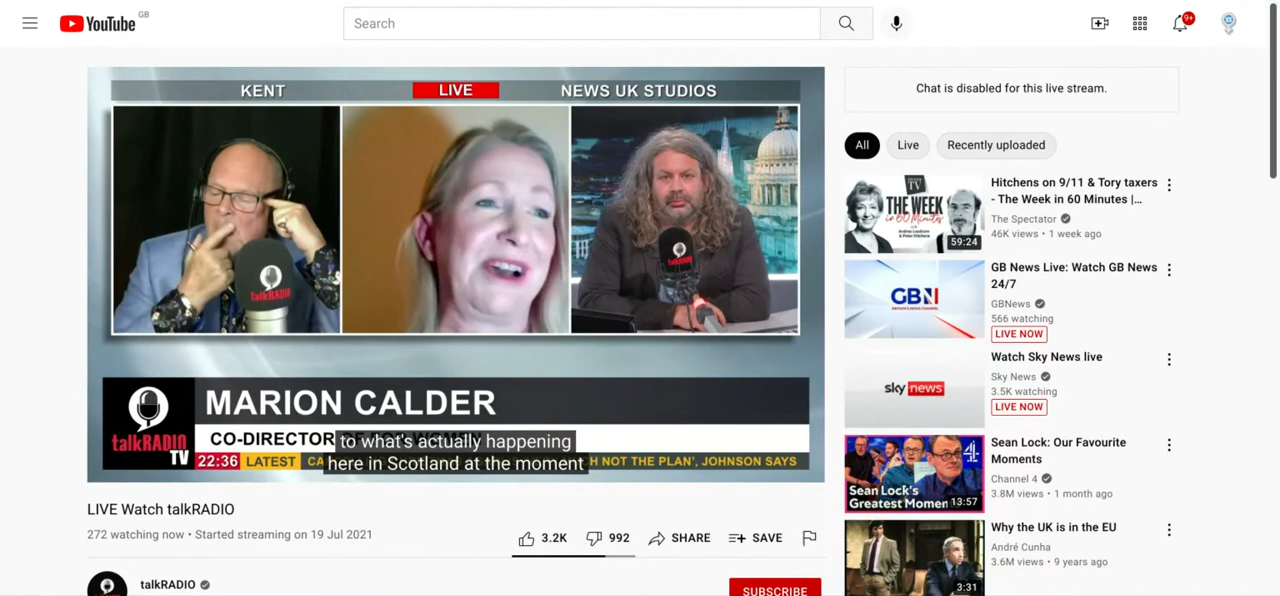 YouTube GB
Search
9+
KENT
LIVE
NEWS UK STUDIOS
talkRADIO
talkRADIO
MARION CALDER
CO-DIRECTOR
to what's actually happening
here in Scotland at the moment
talkRADIO
TV
22:36 LATEST
H NOT THE PLAN', JOHNSON SAYS
LIVE Watch talkRADIO
272 watching now • Started streaming on 19 Jul 2021
3.2K
992
SHARE
SAVE
talkRADIO
SUBSCRIBE
Chat is disabled for this live stream.
All
Live
Recently uploaded
TV
THE WEEK
in 60 Minutes
59:24
Hitchens on 9/11 & Tory taxers
- The Week in 60 Minutes |...
The Spectator
46K views • 1 week ago
GBN
GB News Live: Watch GB News
24/7
GBNews
566 watching
LIVE NOW
sky news
Watch Sky News live
Sky News
3.5K watching
LIVE NOW
4
Sean Lock's
Greatest Momen
13:57
Sean Lock: Our Favourite
Moments
Channel 4
3.8M views • 1 month ago
3:31
Why the UK is in the EU
André Cunha
3.6M views • 9 years ago